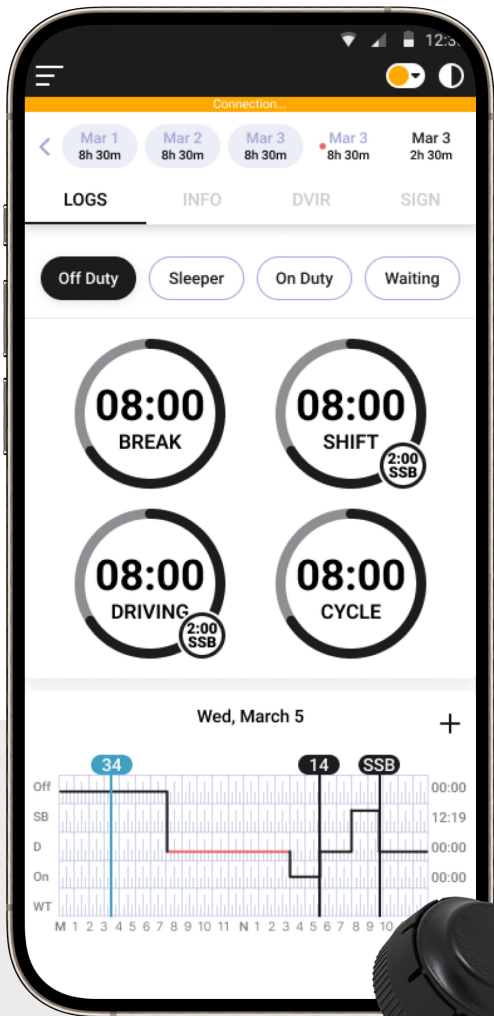 12:3
Connection...
Mar 1 Mar 2 Mar 3 Mar 3 Mar 3
8h 30m 8h 30m 8h 30m 8h 30m 2h 30m
LOGS INFO DVIR SIGN
Off Duty Sleeper On Duty Waiting
08:00 08:00
BREAK SHIFT
2:00
SSB
08:00 08:00
DRIVING CYCLE
2:00
SSB
Wed, March 5 +
34 14 SSB
Off 00:00
SB 12:19
D 00:00
On 00:00
WT
M 1 2 3 4 5 6 7 8 9 10 11 N 1 2 3 4 5 6 7 8 9 10